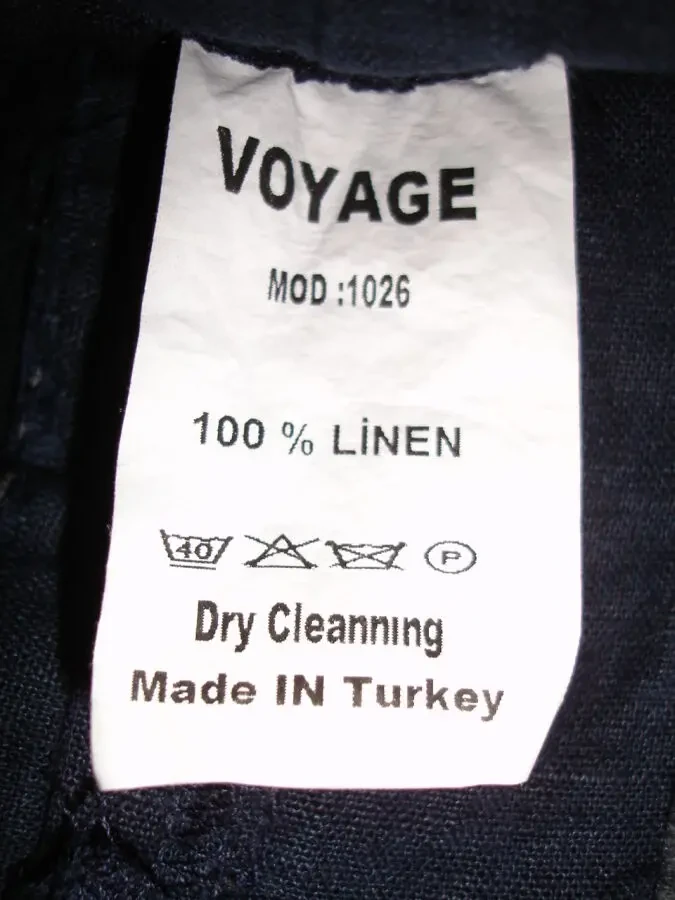 VOYAGE
MOD :1026
100 % LİNEN
40 P
Dry Cleannıng
Made IN Turkey